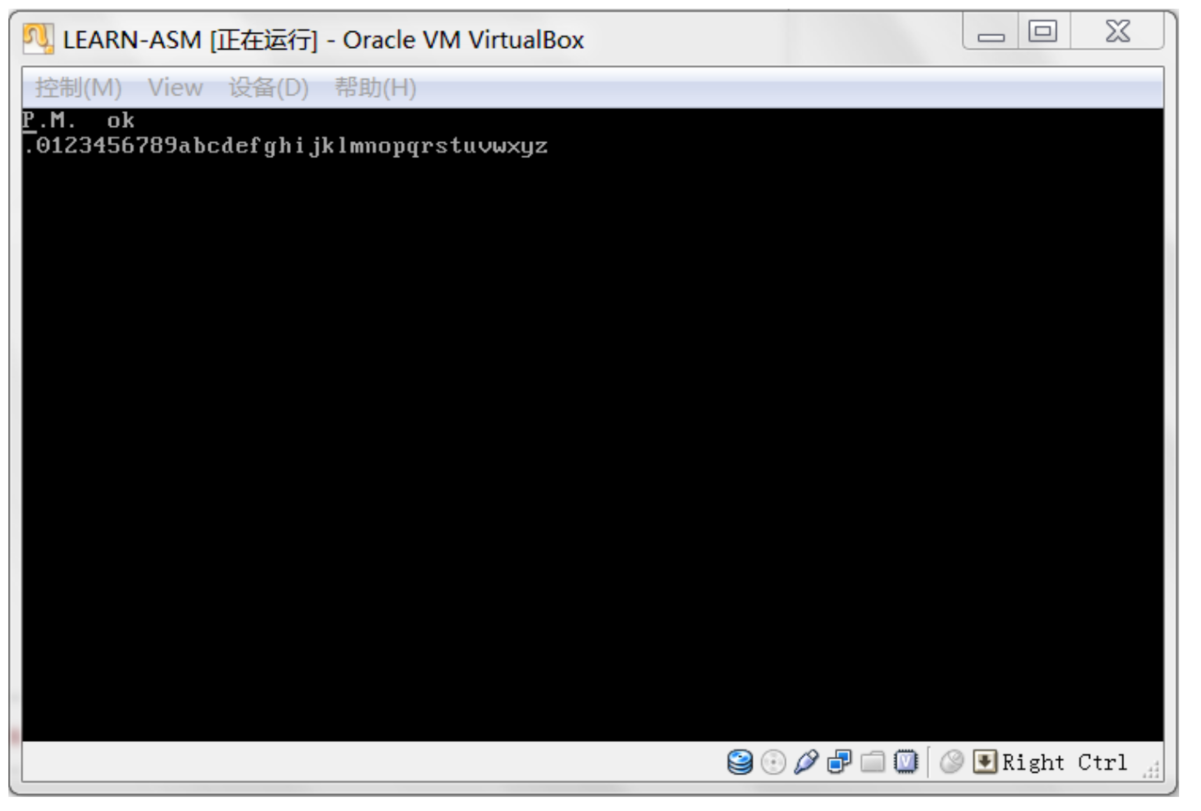 LEARN-ASM [正在运行] - Oracle VM VirtualBox
控制(M) View 设备(D) 帮助(H)
P.M.  ok
.0123456789abcdefghijklmnopqrstuvwxyz
Right Ctrl